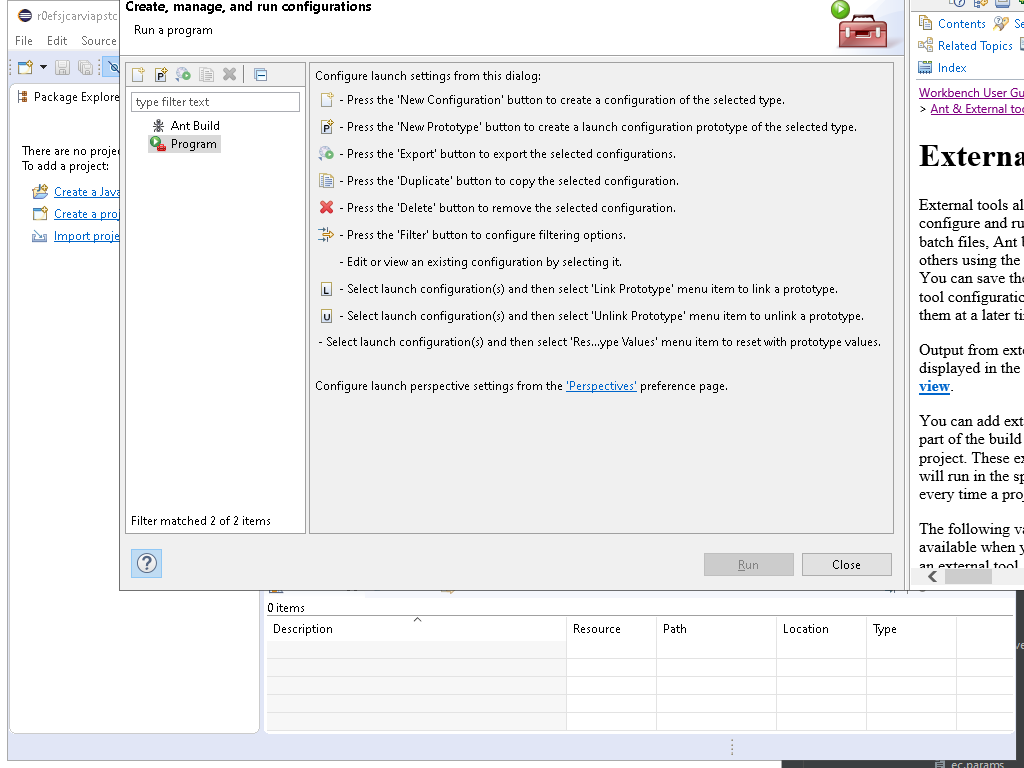 r0efsjcarviapstc
File Edit Source
Package Explore
There are no proje
To add a project:
Create a Java
Create a proj
Import proje
Create, manage, and run configurations
Run a program
type filter text
Ant Build
Program
Filter matched 2 of 2 items
Configure launch settings from this dialog:
- Press the 'New Configuration' button to create a configuration of the selected type.
- Press the 'New Prototype' button to create a launch configuration prototype of the selected type.
- Press the 'Export' button to export the selected configurations.
- Press the 'Duplicate' button to copy the selected configuration.
- Press the 'Delete' button to remove the selected configuration.
- Press the 'Filter' button to configure filtering options.
- Edit or view an existing configuration by selecting it.
L - Select launch configuration(s) and then select 'Link Prototype' menu item to link a prototype.
U - Select launch configuration(s) and then select 'Unlink Prototype' menu item to unlink a prototype.
- Select launch configuration(s) and then select 'Res...ype Values' menu item to reset with prototype values.
Configure launch perspective settings from the 'Perspectives' preference page.
? Run Close
Contents Se
Related Topics
Index
Workbench User Gu
> Ant & External too
Externa
External tools al
configure and ru
batch files, Ant b
others using the
You can save the
tool configuratio
them at a later ti
Output from exte
displayed in the
view.
You can add exte
part of the build
project. These ex
will run in the sp
every time a proj
The following va
available when y
an external tool
0 items
Description Resource Path Location Type
ec.params